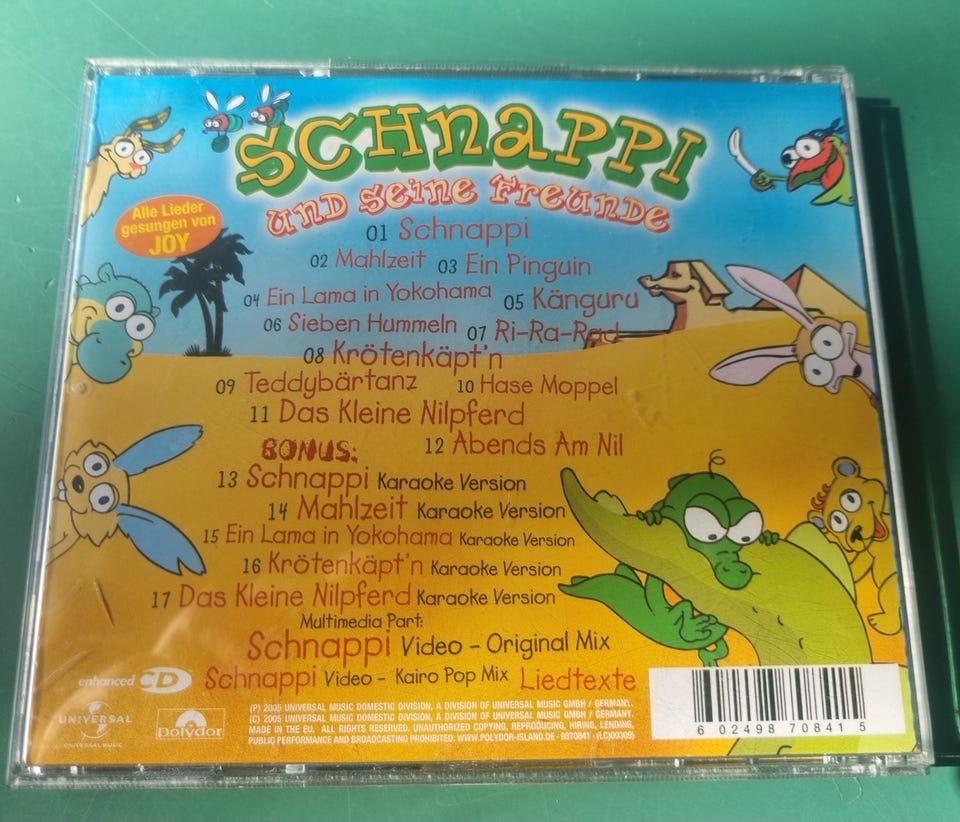 SCHNAPPI
UND SEINE FREUNDE
Alle Lieder
gesungen von
JOY
01 Schnappi
02 Mahlzeit 03 Ein Pinguin
04 Ein Lama in Yokohama 05 Känguru
06 Sieben Hummeln 07 Ri-Ra-Rad
08 Krötenkäpt'n
09 Teddybärtanz 10 Hase Moppel
11 Das Kleine Nilpferd
BONUS: 12 Abends Am Nil
13 Schnappi Karaoke Version
14 Mahlzeit Karaoke Version
15 Ein Lama in Yokohama Karaoke Version
16 Krötenkäpt'n Karaoke Version
17 Das Kleine Nilpferd Karaoke Version
Multimedia Part:
Schnappi Video - Original Mix
Schnappi Video - Kairo Pop Mix Liedtexte
enhanced CD
UNIVERSAL
UNIVERSAL MUSIC
Polydor
(P) 2005 UNIVERSAL MUSIC DOMESTIC DIVISION, A DIVISION OF UNIVERSAL MUSIC GMBH / GERMANY.
(C) 2005 UNIVERSAL MUSIC DOMESTIC DIVISION, A DIVISION OF UNIVERSAL MUSIC GMBH / GERMANY.
MADE IN THE EU. ALL RIGHTS RESERVED. UNAUTHORIZED COPYING, REPRODUCING, HIRING, LENDING,
PUBLIC PERFORMANCE AND BROADCASTING PROHIBITED. WWW.POLYDOR-ISLAND.DE - 9870841 - (LC)00309)
6 02498 70841 5